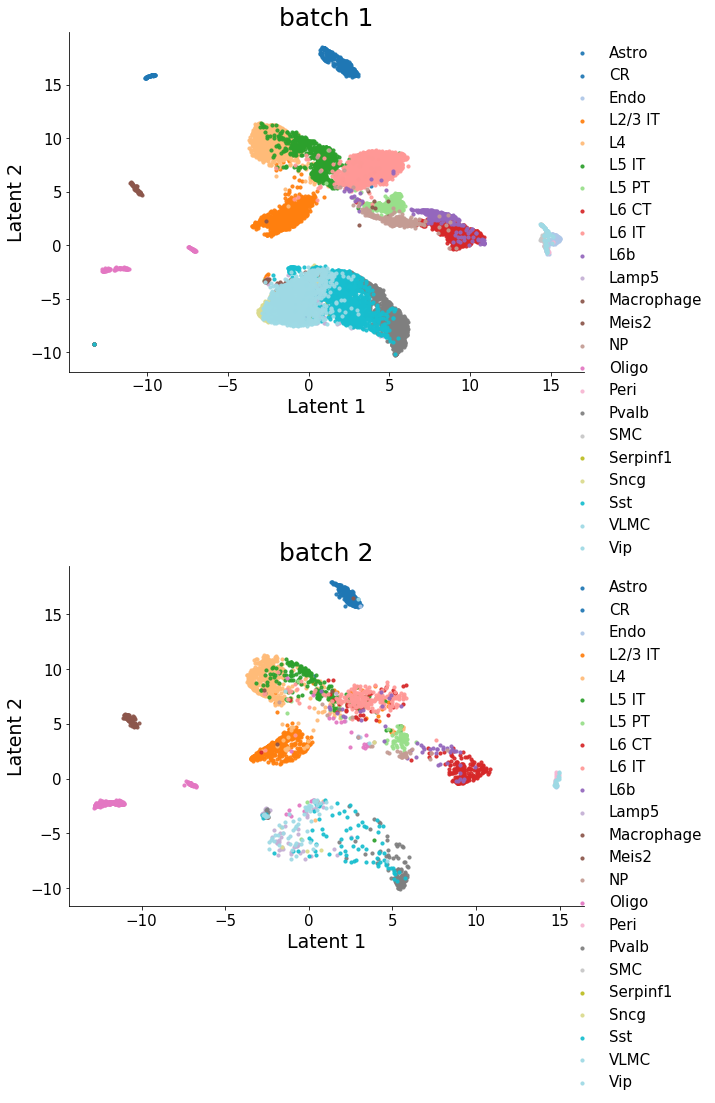 batch 1
Latent 2
15
10
5
0
−5
−10
−10
−5
0
5
10
15
Latent 1
Astro
CR
Endo
L2/3 IT
L4
L5 IT
L5 PT
L6 CT
L6 IT
L6b
Lamp5
Macrophage
Meis2
NP
Oligo
Peri
Pvalb
SMC
Serpinf1
Sncg
Sst
VLMC
Vip
batch 2
Latent 2
15
10
5
0
−5
−10
−10
−5
0
5
10
15
Latent 1
Astro
CR
Endo
L2/3 IT
L4
L5 IT
L5 PT
L6 CT
L6 IT
L6b
Lamp5
Macrophage
Meis2
NP
Oligo
Peri
Pvalb
SMC
Serpinf1
Sncg
Sst
VLMC
Vip